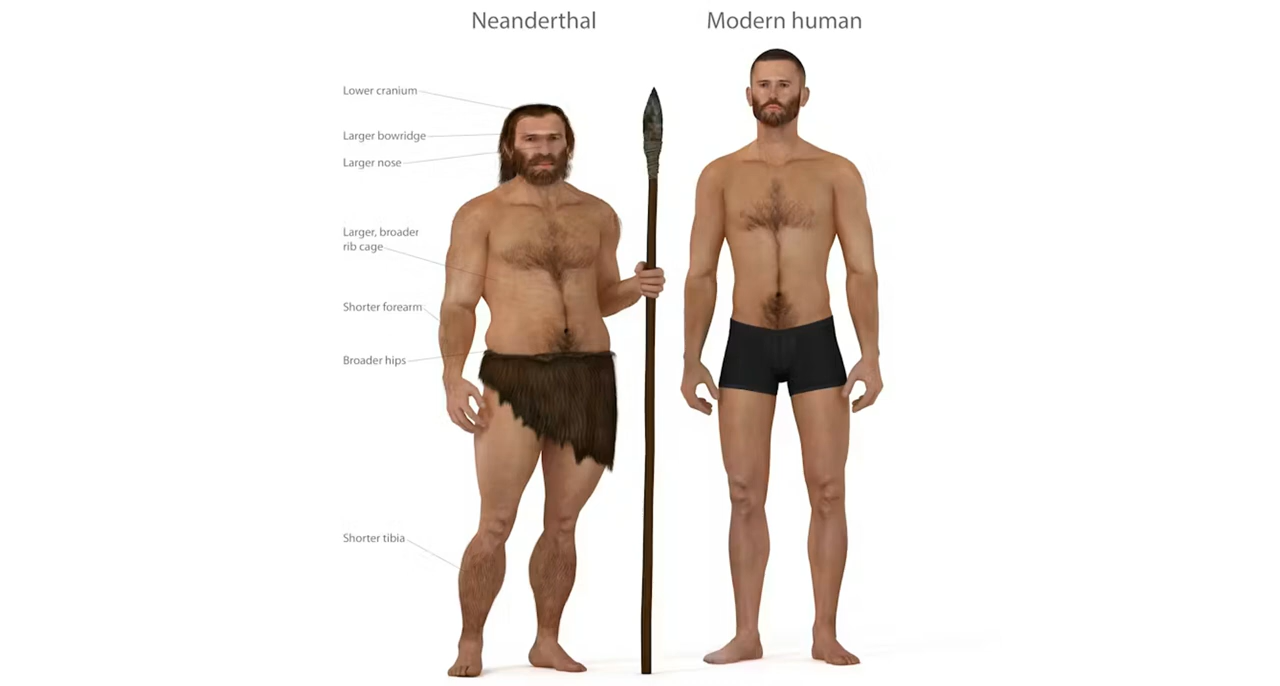 Neanderthal
Modern human
Lower cranium
Larger bowridge
Larger nose
Larger, broader
rib cage
Shorter forearm
Broader hips
Shorter tibia